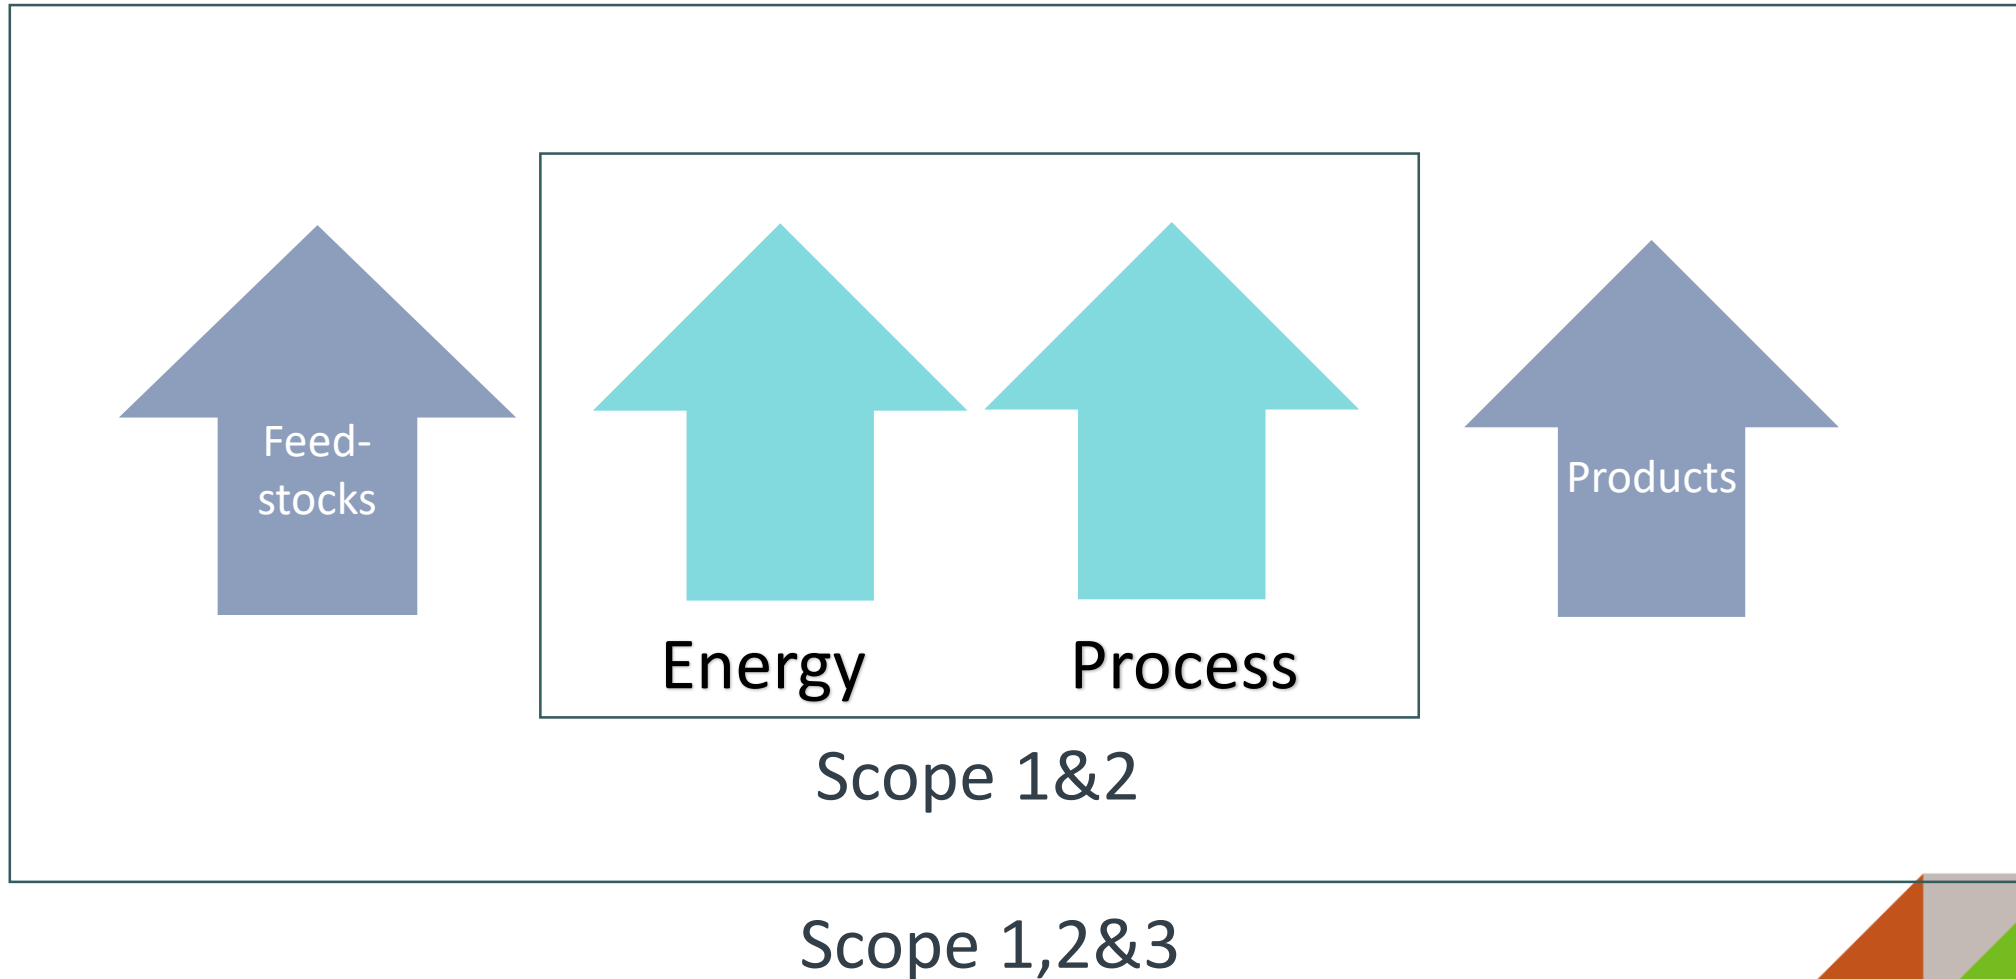 Feed-
stocks
Products
Energy
Process
Scope 1&2
Scope 1,2&3